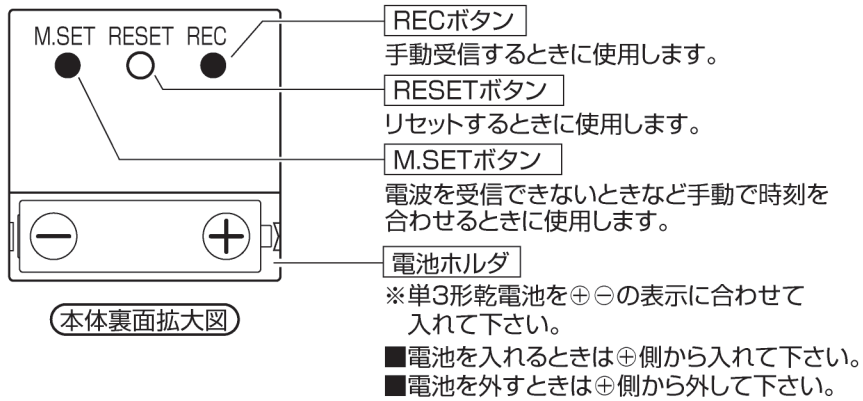 M.SET RESET REC
RECボタン
手動受信するときに使用します。
RESETボタン
リセットするときに使用します。
M.SETボタン
電波を受信できないときなど手動で時刻を
合わせるときに使用します。
電池ホルダ
※単3形乾電池を⊕⊖の表示に合わせて
入れて下さい。
■電池を入れるときは⊕側から入れて下さい。
■電池を外すときは⊕側から外して下さい。
⊖ ⊕
本体裏面拡大図